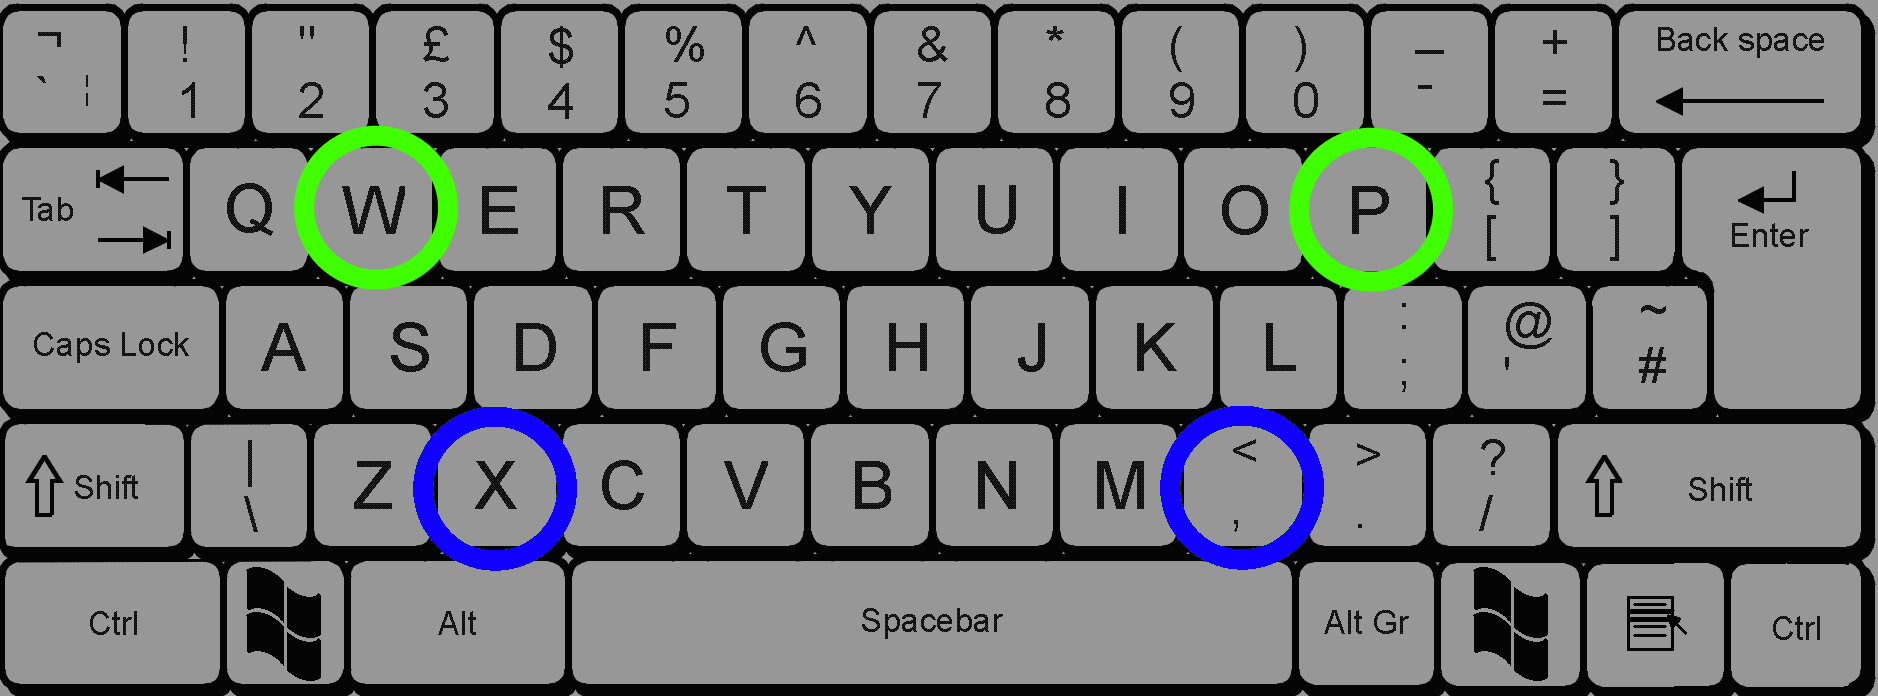 ¬ ! " £ $ % ^ & * ( ) _ + Back space
` ¦ 1 2 3 4 5 6 7 8 9 0 - =
Tab Q W E R T Y U I O P { [ } ] Enter
Caps Lock A S D F G H J K L : ; @ ' ~ #
Shift | \ Z X C V B N M < , > . ? / Shift
Ctrl Alt Spacebar Alt Gr Ctrl